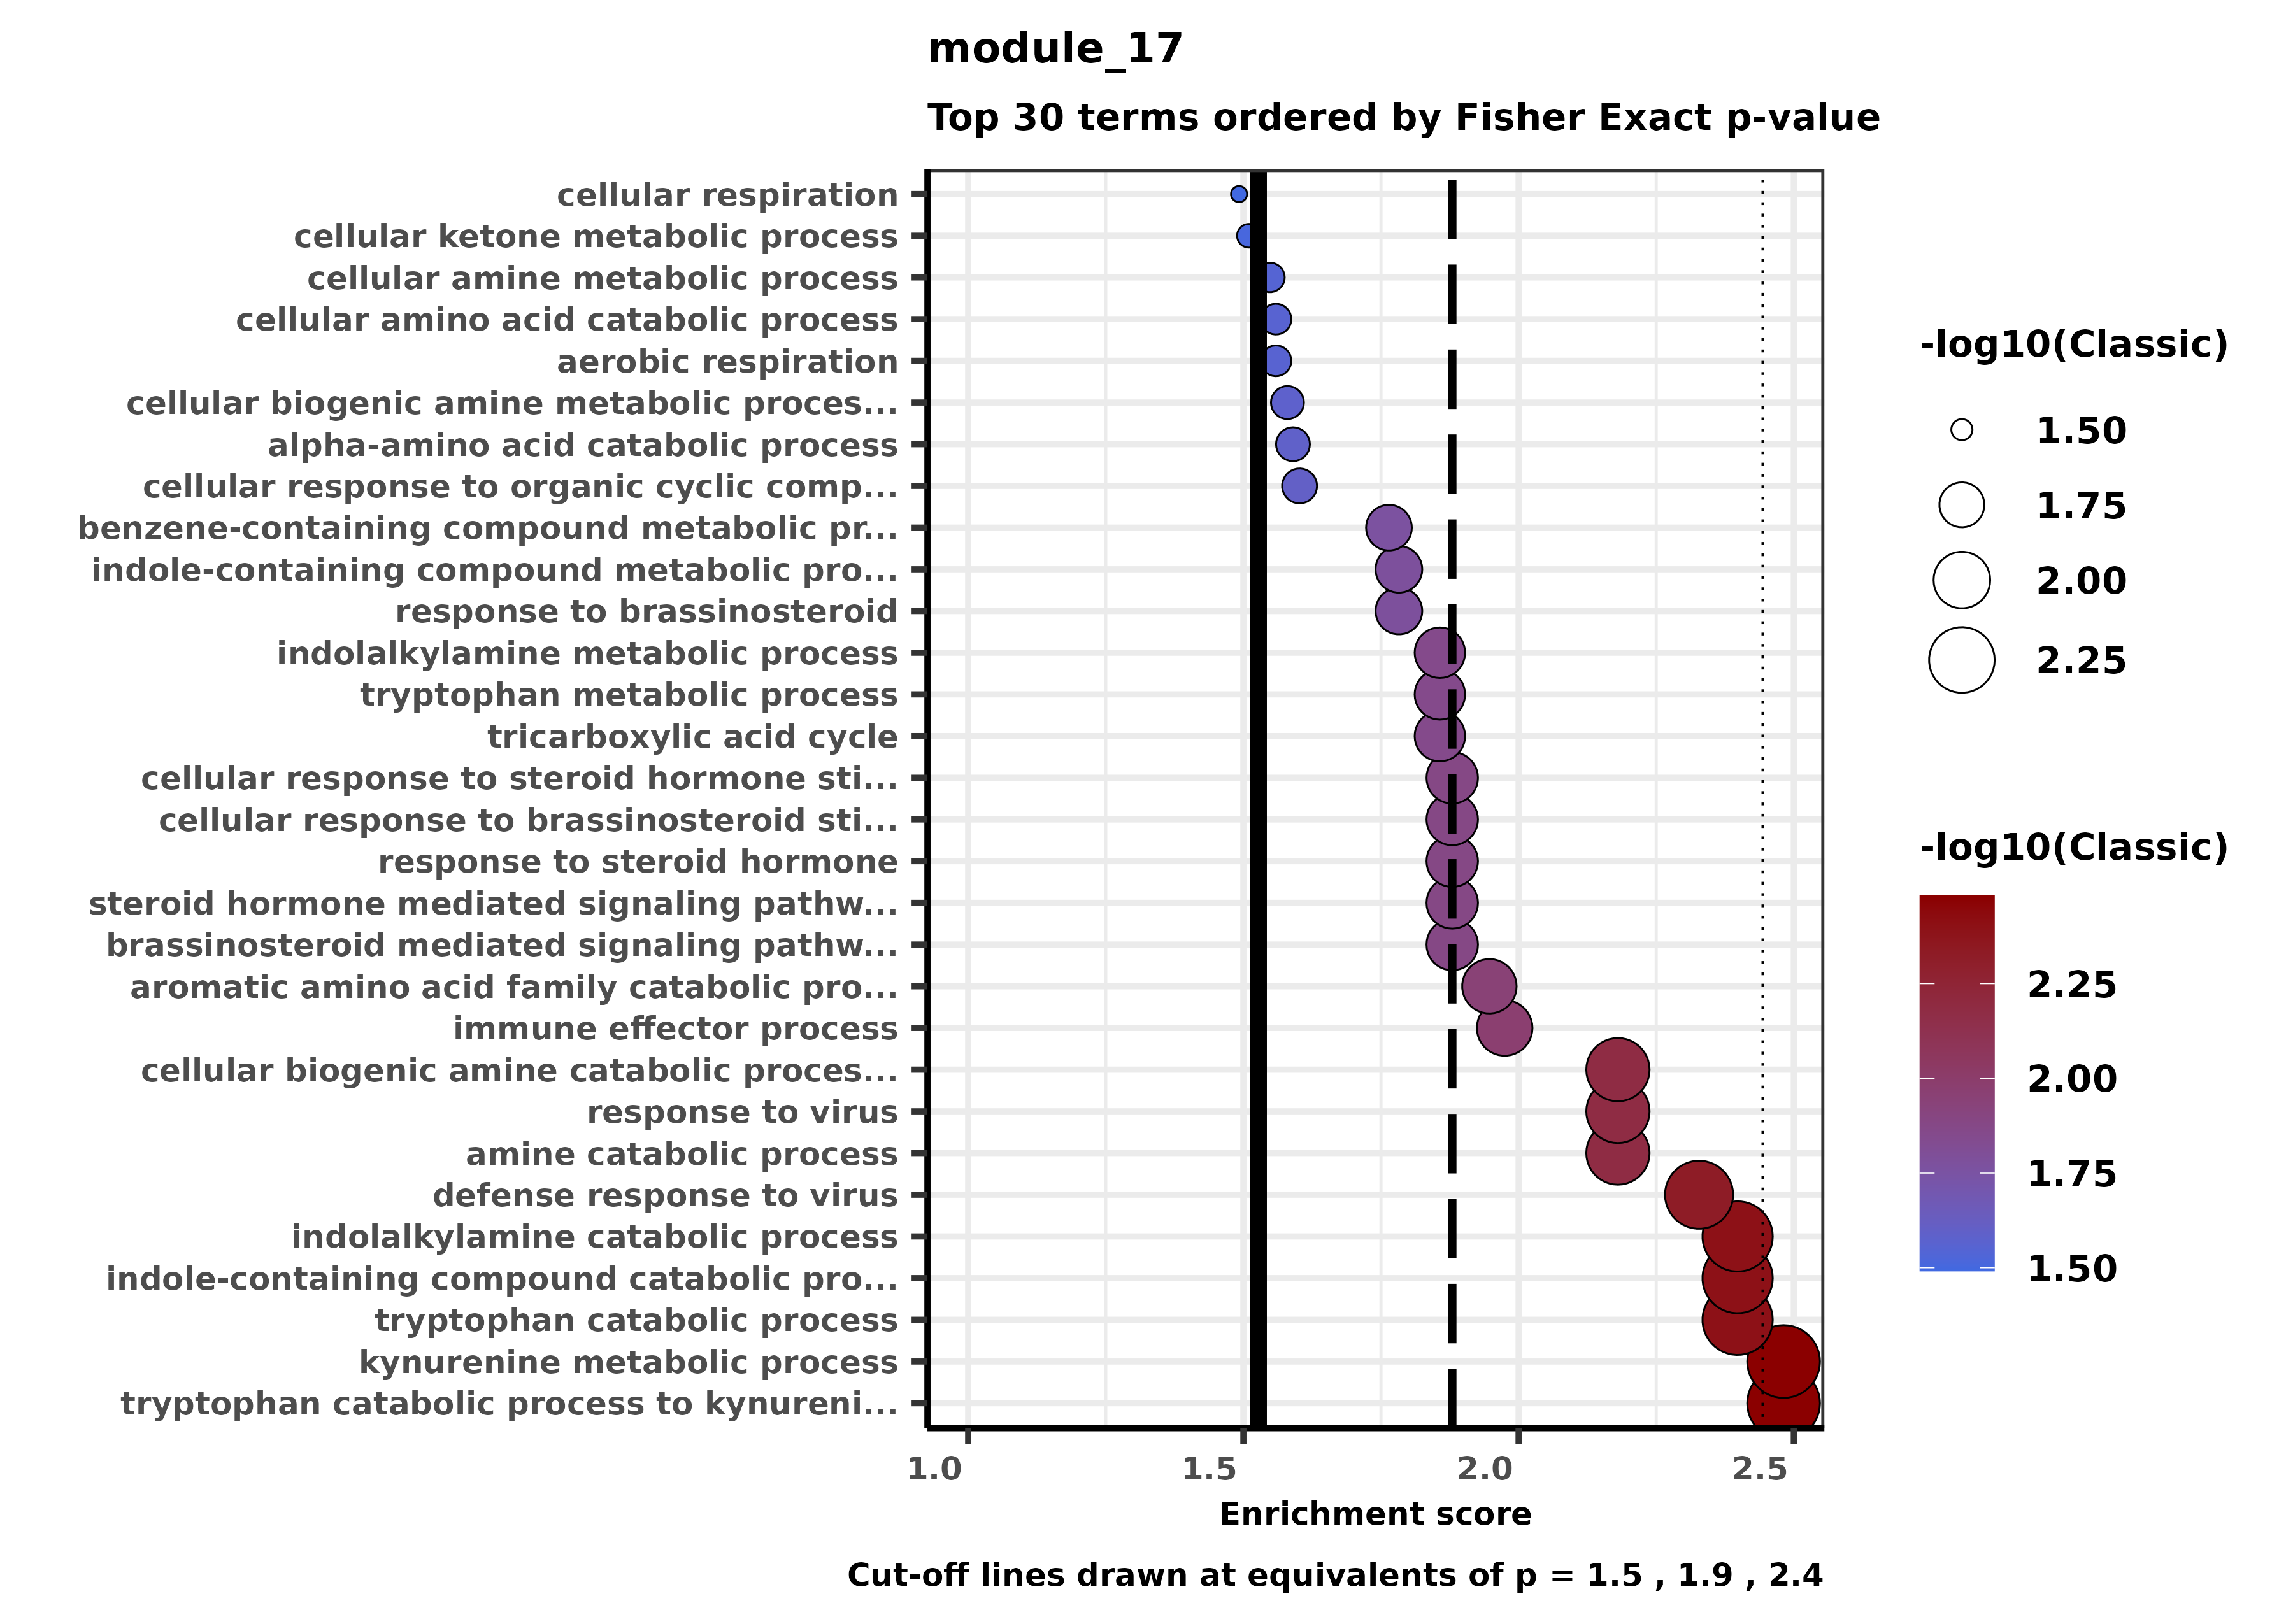 module_17
Top 30 terms ordered by Fisher Exact p-value
cellular respiration
cellular ketone metabolic process
cellular amine metabolic process
cellular amino acid catabolic process
aerobic respiration
cellular biogenic amine metabolic proces...
alpha-amino acid catabolic process
cellular response to organic cyclic comp...
benzene-containing compound metabolic pr...
indole-containing compound metabolic pro...
response to brassinosteroid
indolalkylamine metabolic process
tryptophan metabolic process
tricarboxylic acid cycle
cellular response to steroid hormone sti...
cellular response to brassinosteroid sti...
response to steroid hormone
steroid hormone mediated signaling pathw...
brassinosteroid mediated signaling pathw...
aromatic amino acid family catabolic pro...
immune effector process
cellular biogenic amine catabolic proces...
response to virus
amine catabolic process
defense response to virus
indolalkylamine catabolic process
indole-containing compound catabolic pro...
tryptophan catabolic process
kynurenine metabolic process
tryptophan catabolic process to kynureni...
1.0 1.5 2.0 2.5
Enrichment score
Cut-off lines drawn at equivalents of p = 1.5 , 1.9 , 2.4
-log10(Classic)
1.50
1.75
2.00
2.25
-log10(Classic)
2.25
2.00
1.75
1.50